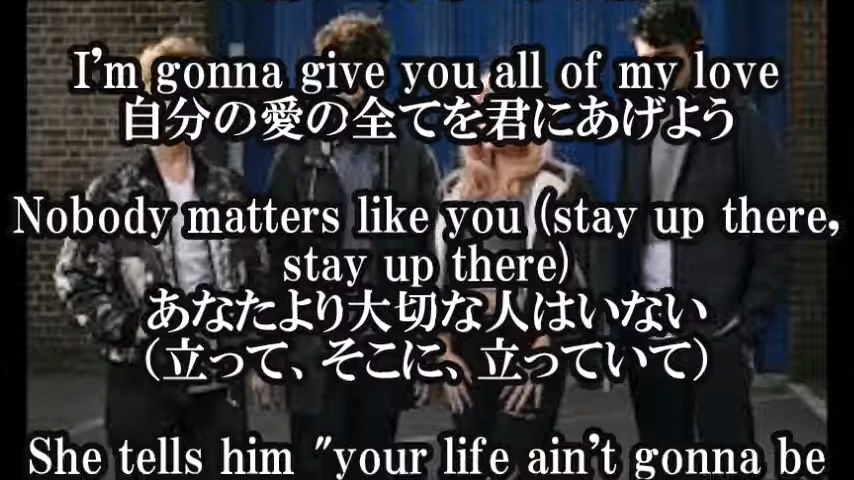 I'm gonna give you all of my love
自分の愛の全てを君にあげよう
Nobody matters like you (stay up there,
stay up there)
あなたより大切な人はいない
（立って、そこに、立っていて）
She tells him "your life ain't gonna be